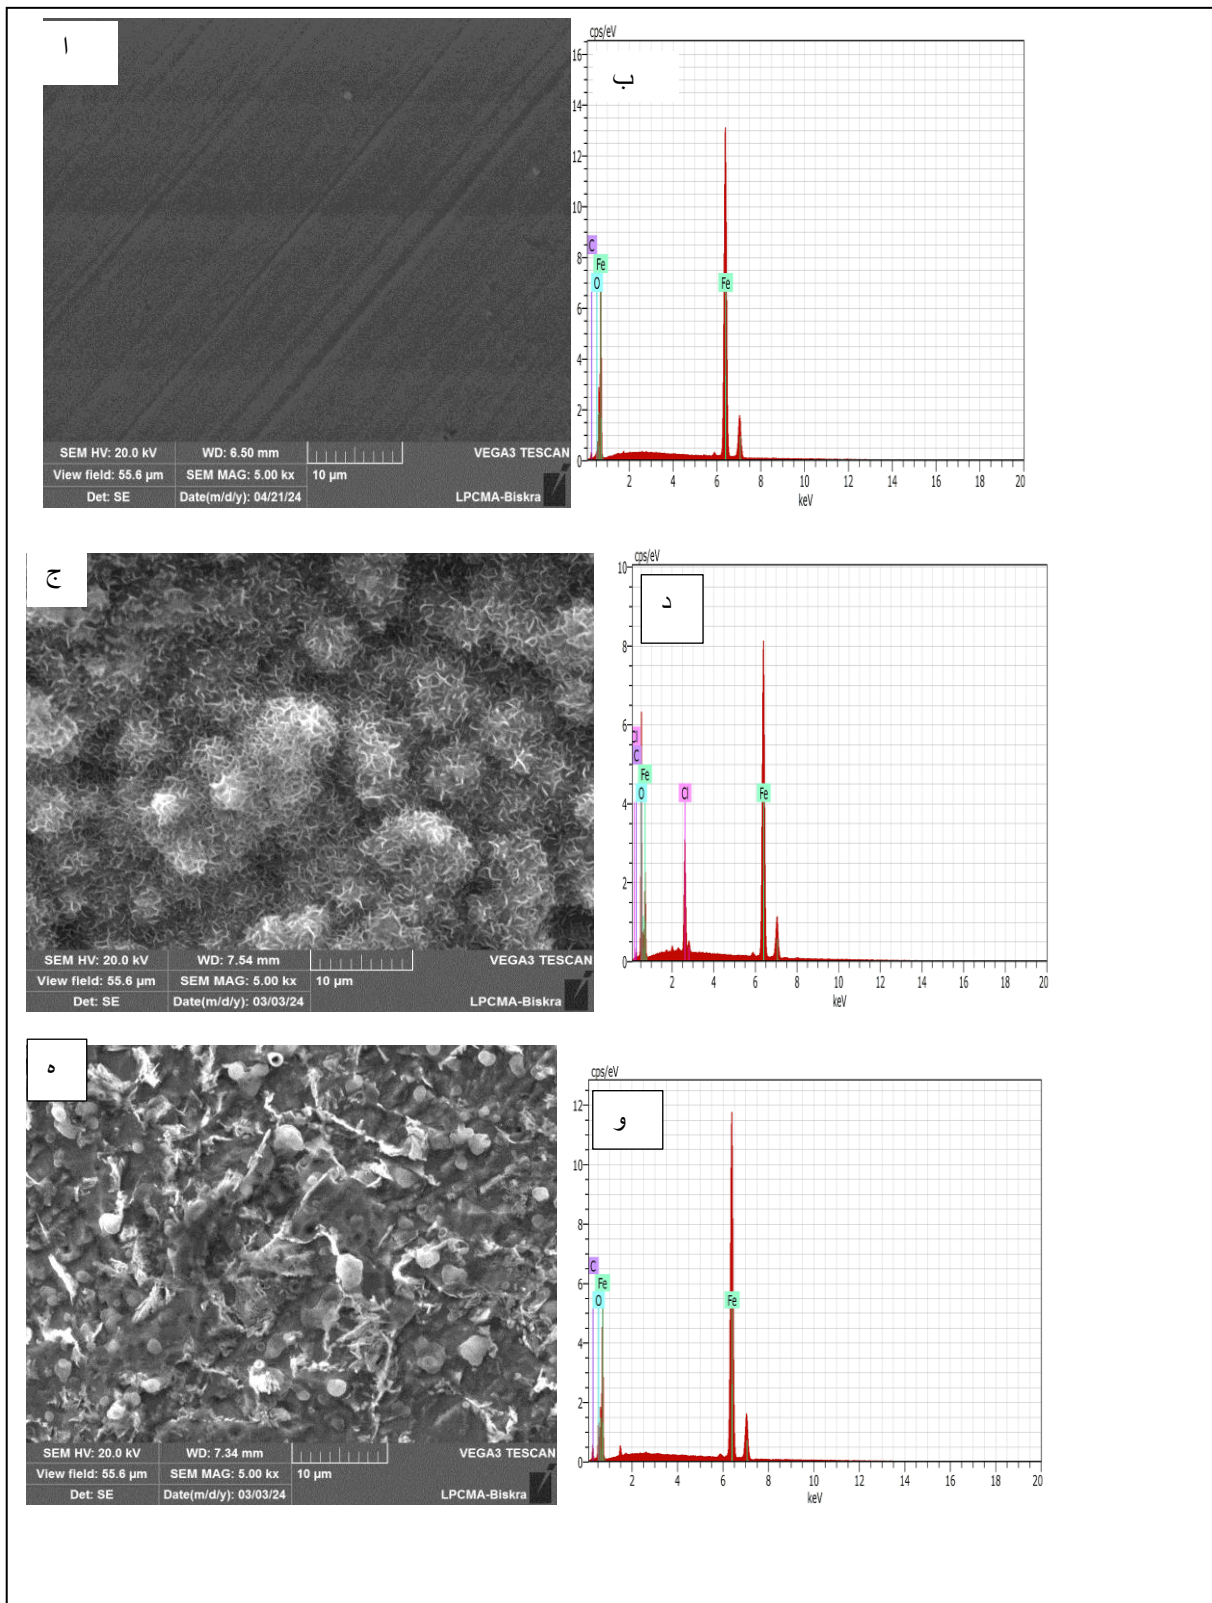 ا
SEM HV: 20.0 kV WD: 6.50 mm VEGA3 TESCAN
View field: 55.6 µm SEM MAG: 5.00 kx 10 µm
Det: SE Date(m/d/y): 04/21/24 LPCMA-Biskra
ب
cps/eV
16
14
12
10
8
6
4
2
0
C
Fe
O
Fe
2 4 6 8 10 12 14 16 18 20
keV
ج
SEM HV: 20.0 kV WD: 7.54 mm VEGA3 TESCAN
View field: 55.6 µm SEM MAG: 5.00 kx 10 µm
Det: SE Date(m/d/y): 03/03/24 LPCMA-Biskra
د
cps/eV
10
8
6
4
2
0
Cl
C
Fe
O
Cl
Fe
2 4 6 8 10 12 14 16 18 20
keV
ه
SEM HV: 20.0 kV WD: 7.34 mm VEGA3 TESCAN
View field: 55.6 µm SEM MAG: 5.00 kx 10 µm
Det: SE Date(m/d/y): 03/03/24 LPCMA-Biskra
و
cps/eV
12
10
8
6
4
2
0
C
Fe
O
Fe
2 4 6 8 10 12 14 16 18 20
keV